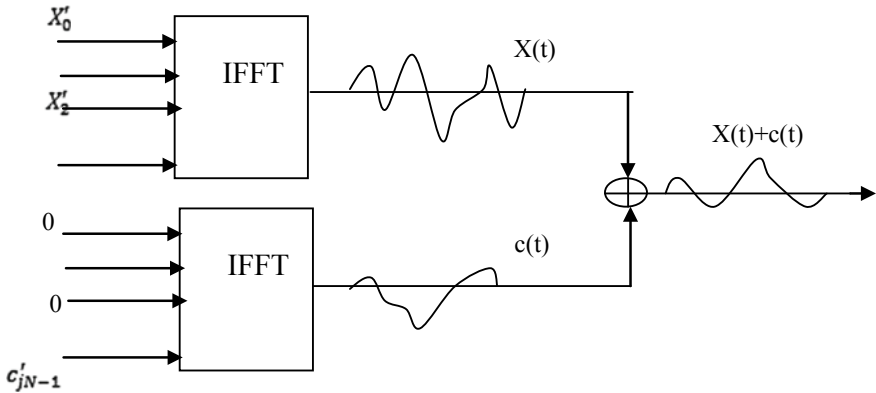 X'₀
IFFT
X(t)
X'₂
X(t)+c(t)
0
IFFT
c(t)
0
c'jN−1